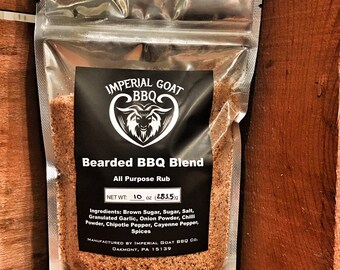 IMPERIAL GOAT
BBQ
Bearded BBQ Blend
All Purpose Rub
NET WT: 10 oz (283.5g)
Ingredients: Brown Sugar, Sugar, Salt,
Granulated Garlic, Onion Powder, Chili
Powder, Chipotle Pepper, Cayenne Pepper,
Spices
Manufactured by Imperial Goat BBQ Co.
Oakmont, PA 15139